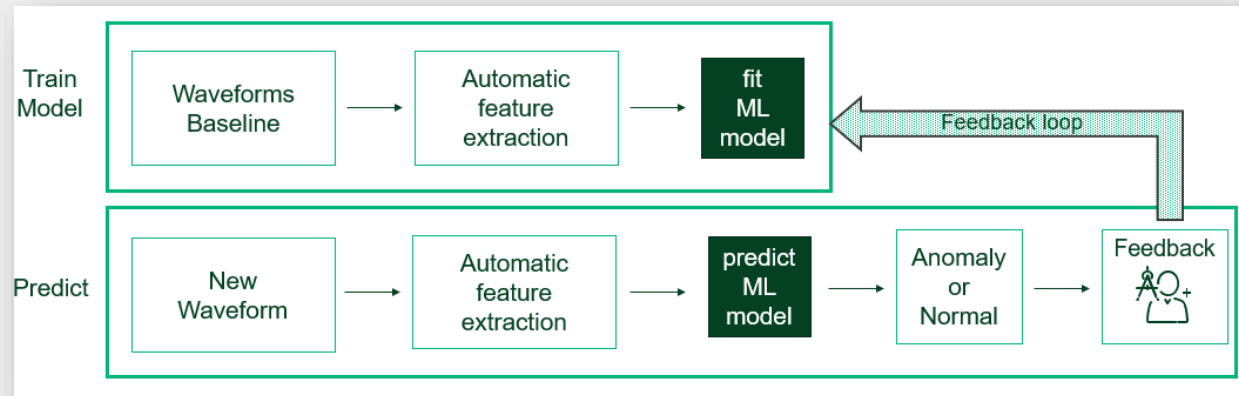 Train
Model
Waveforms
Baseline
Automatic
feature
extraction
fit
ML
model
Feedback loop
Predict
New
Waveform
Automatic
feature
extraction
predict
ML
model
Anomaly
or
Normal
Feedback